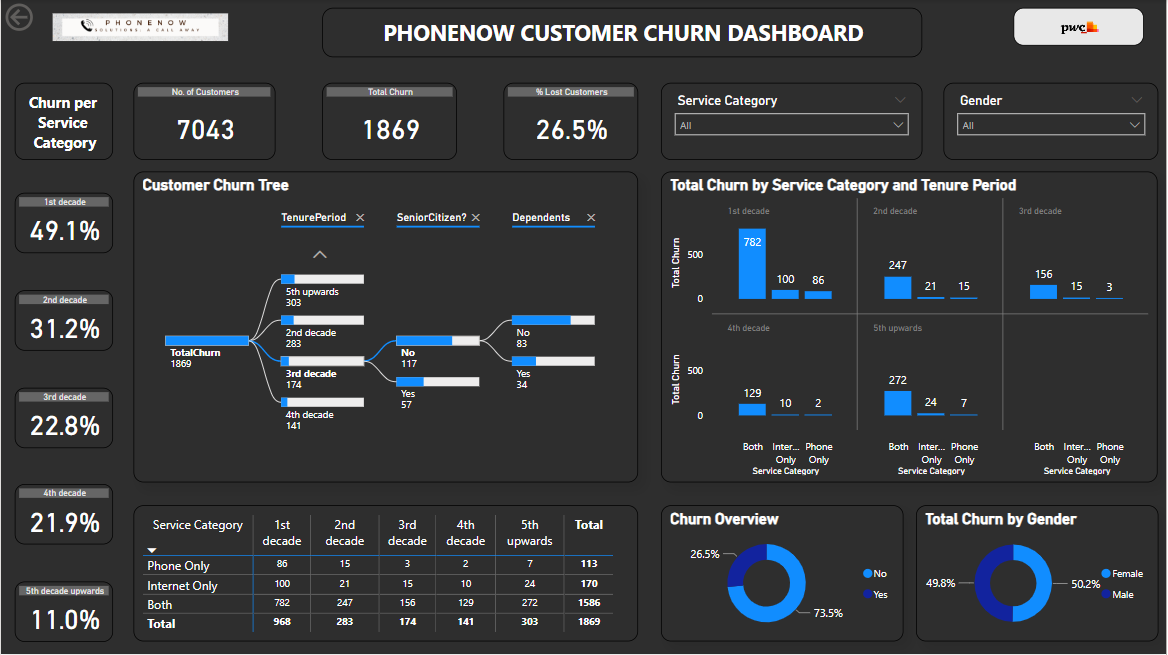 PHONENOW
SOLUTIONS: A CALL AWAY
PHONENOW CUSTOMER CHURN DASHBOARD
pwc
Churn per
Service
Category
No. of Customers
7043
Total Churn
1869
% Lost Customers
26.5%
Service Category
All
Gender
All
1st decade
49.1%
2nd decade
31.2%
3rd decade
22.8%
4th decade
21.9%
5th decade upwards
11.0%
Customer Churn Tree
TenurePeriod
SeniorCitizen?
Dependents
TotalChurn
1869
5th upwards
303
2nd decade
283
3rd decade
174
4th decade
141
No
117
Yes
57
No
83
Yes
34
Total Churn by Service Category and Tenure Period
1st decade
2nd decade
3rd decade
Total Churn
500
0
782
100
86
247
21
15
156
15
3
4th decade
5th upwards
Total Churn
500
0
129
10
2
272
24
7
Both Inter... Phone
Only Only
Service Category
Both Inter... Phone
Only Only
Service Category
Both Inter... Phone
Only Only
Service Category
Service Category 1st decade 2nd decade 3rd decade 4th decade 5th upwards Total
Phone Only 86 15 3 2 7 113
Internet Only 100 21 15 10 24 170
Both 782 247 156 129 272 1586
Total 968 283 174 141 303 1869
Churn Overview
26.5%
73.5%
No
Yes
Total Churn by Gender
49.8%
50.2%
Female
Male